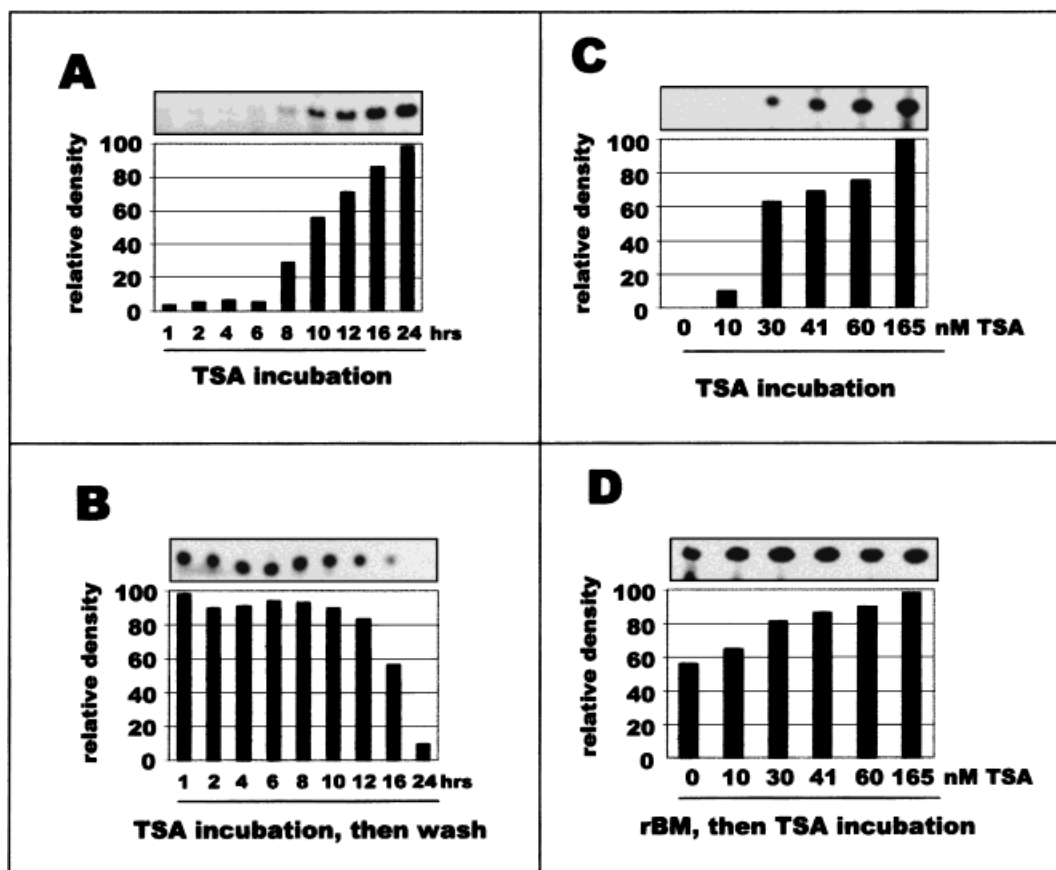 A
relative density
100
80
60
40
20
0
1 2 4 6 8 10 12 16 24 hrs
TSA incubation
C
relative density
100
80
60
40
20
0
0 10 30 41 60 165 nM TSA
TSA incubation
B
relative density
100
80
60
40
20
0
1 2 4 6 8 10 12 16 24 hrs
TSA incubation, then wash
D
relative density
100
80
60
40
20
0
0 10 30 41 60 165 nM TSA
rBM, then TSA incubation